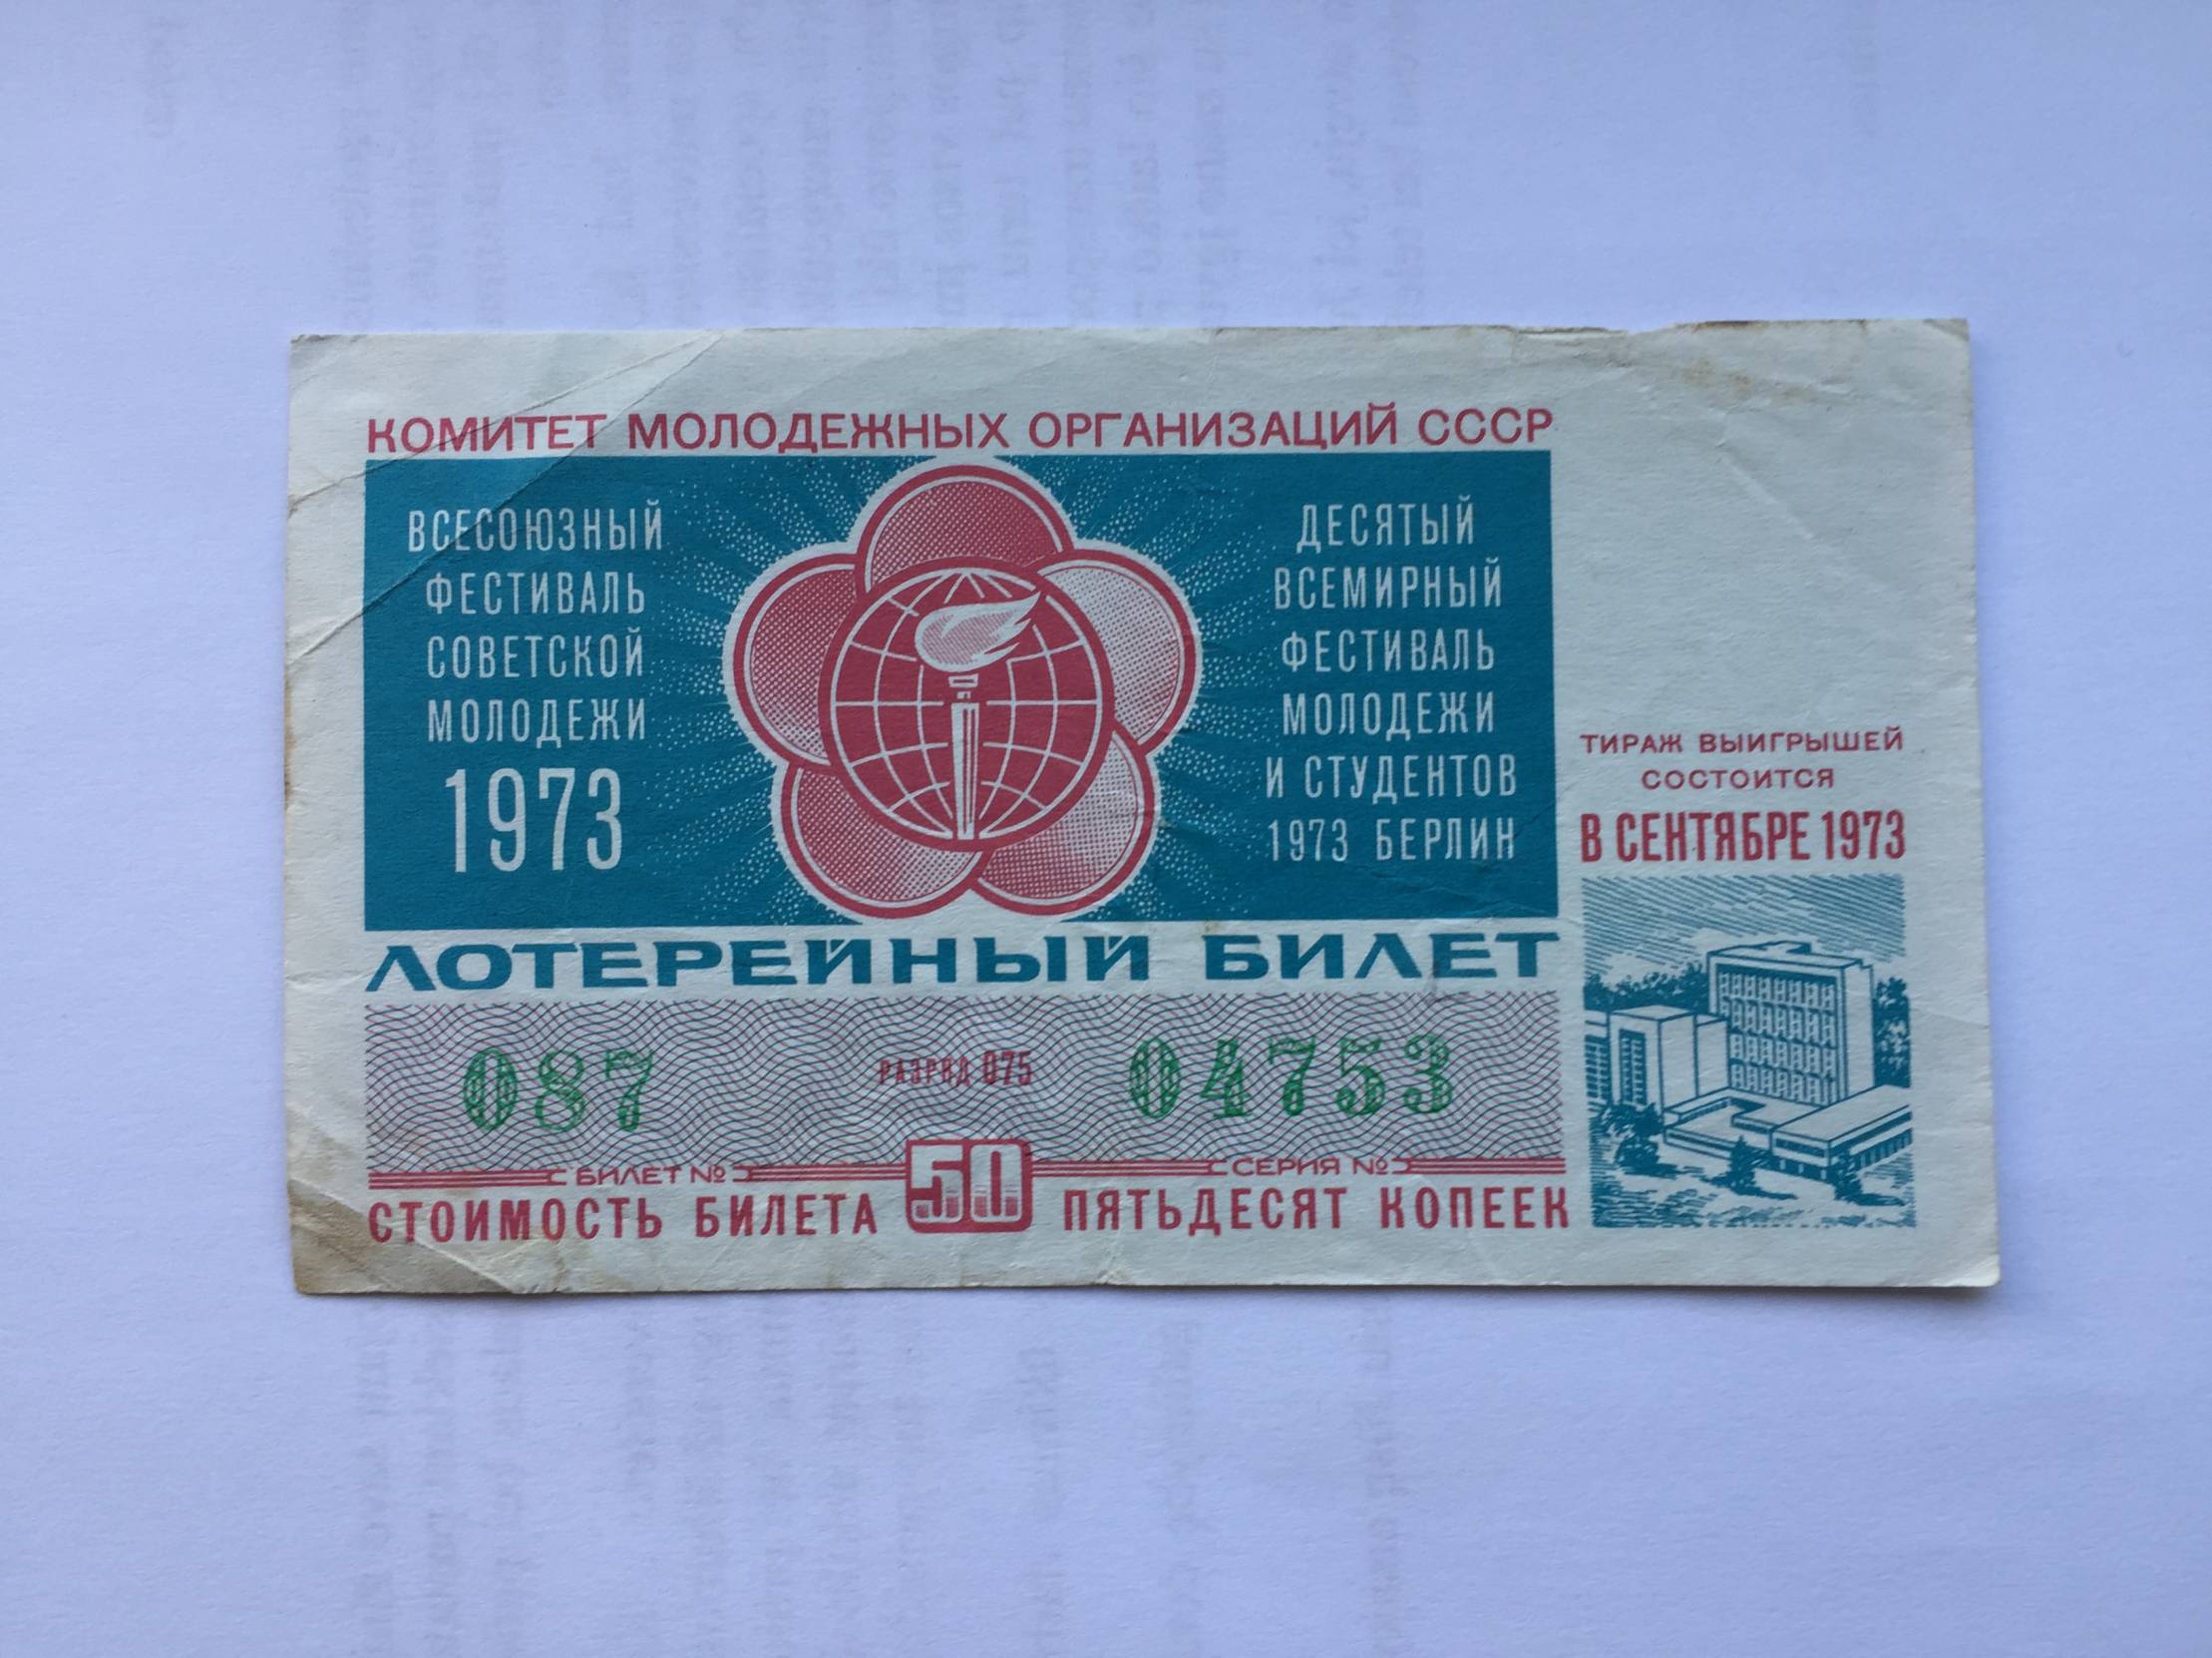 КОМИТЕТ МОЛОДЕЖНЫХ ОРГАНИЗАЦИЙ СССР
ВСЕСОЮЗНЫЙ
ФЕСТИВАЛЬ
СОВЕТСКОЙ
МОЛОДЕЖИ
1973
ДЕСЯТЫЙ
ВСЕМИРНЫЙ
ФЕСТИВАЛЬ
МОЛОДЕЖИ
И СТУДЕНТОВ
1973 БЕРЛИН
ТИРАЖ ВЫИГРЫШЕЙ
СОСТОИТСЯ
В СЕНТЯБРЕ 1973
ЛОТЕРЕЙНЫЙ БИЛЕТ
087 РАЗРЯД 075 04753
БИЛЕТ № 50 СЕРИЯ №
СТОИМОСТЬ БИЛЕТА ПЯТЬДЕСЯТ КОПЕЕК